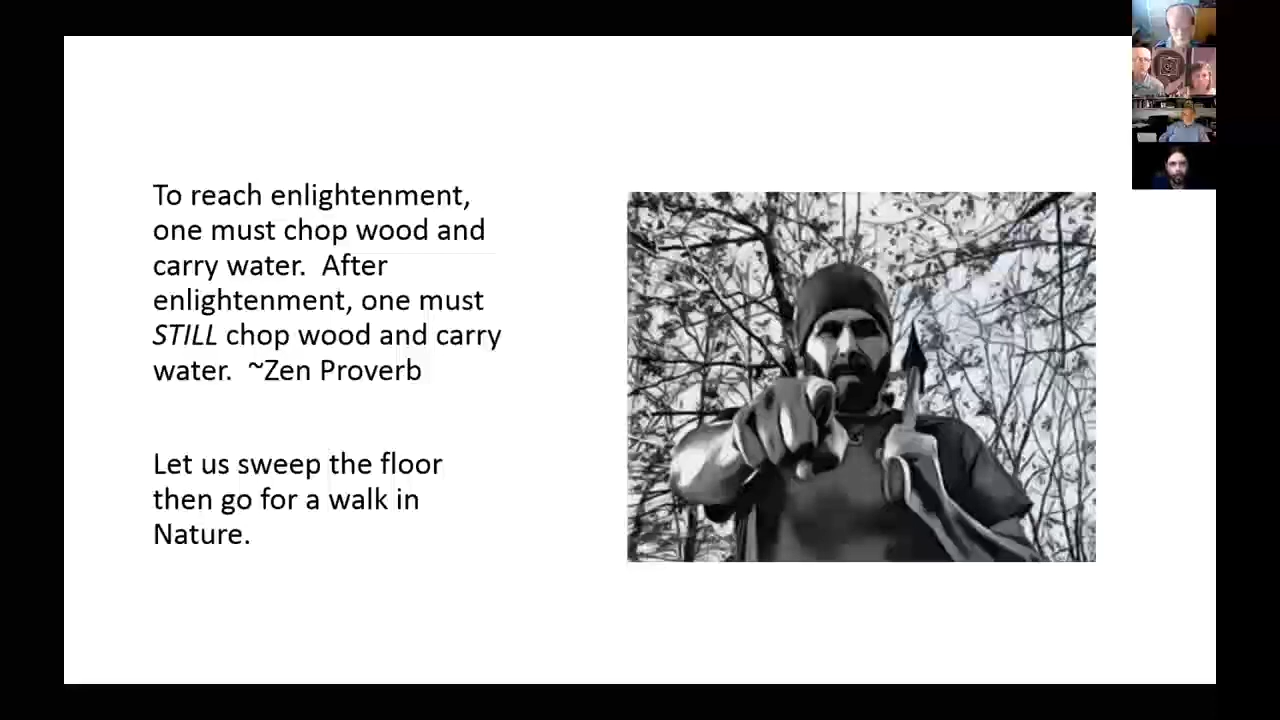 To reach enlightenment,
one must chop wood and
carry water.  After
enlightenment, one must
STILL chop wood and carry
water.  ~Zen Proverb
Let us sweep the floor
then go for a walk in
Nature.